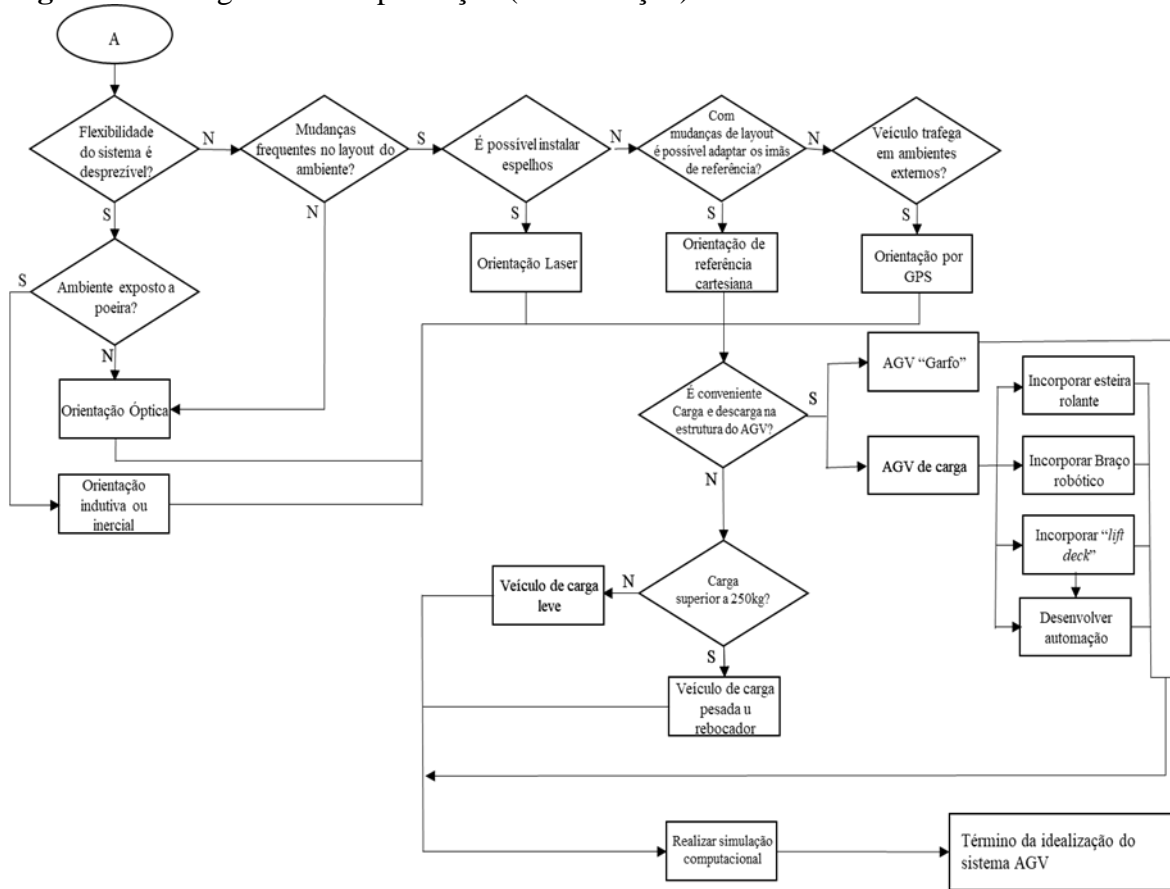 A
Flexibilidade
do sistema é
desprezível?
N
Mudanças
frequentes no layout do
ambiente?
S
É possível instalar
espelhos
N
Com
mudanças de layout
é possível adaptar os imãs
de referência?
N
Veículo trafega
em ambientes
externos?
S
N
S
S
S
Orientação Laser
Orientação de
referência
cartesiana
Orientação por
GPS
S
Ambiente exposto a
poeira?
N
Orientação Óptica
Orientação
indutiva ou
inercial
É conveniente
Carga e descarga na
estrutura do AGV?
S
N
AGV “Garfo”
AGV de carga
Incorporar esteira
rolante
Incorporar Braço
robótico
Incorporar “lift
deck”
Desenvolver
automação
Carga
superior a 250kg?
N
Veículo de carga
leve
S
Veículo de carga
pesada u
rebocador
Realizar simulação
computacional
Término da idealização do
sistema AGV